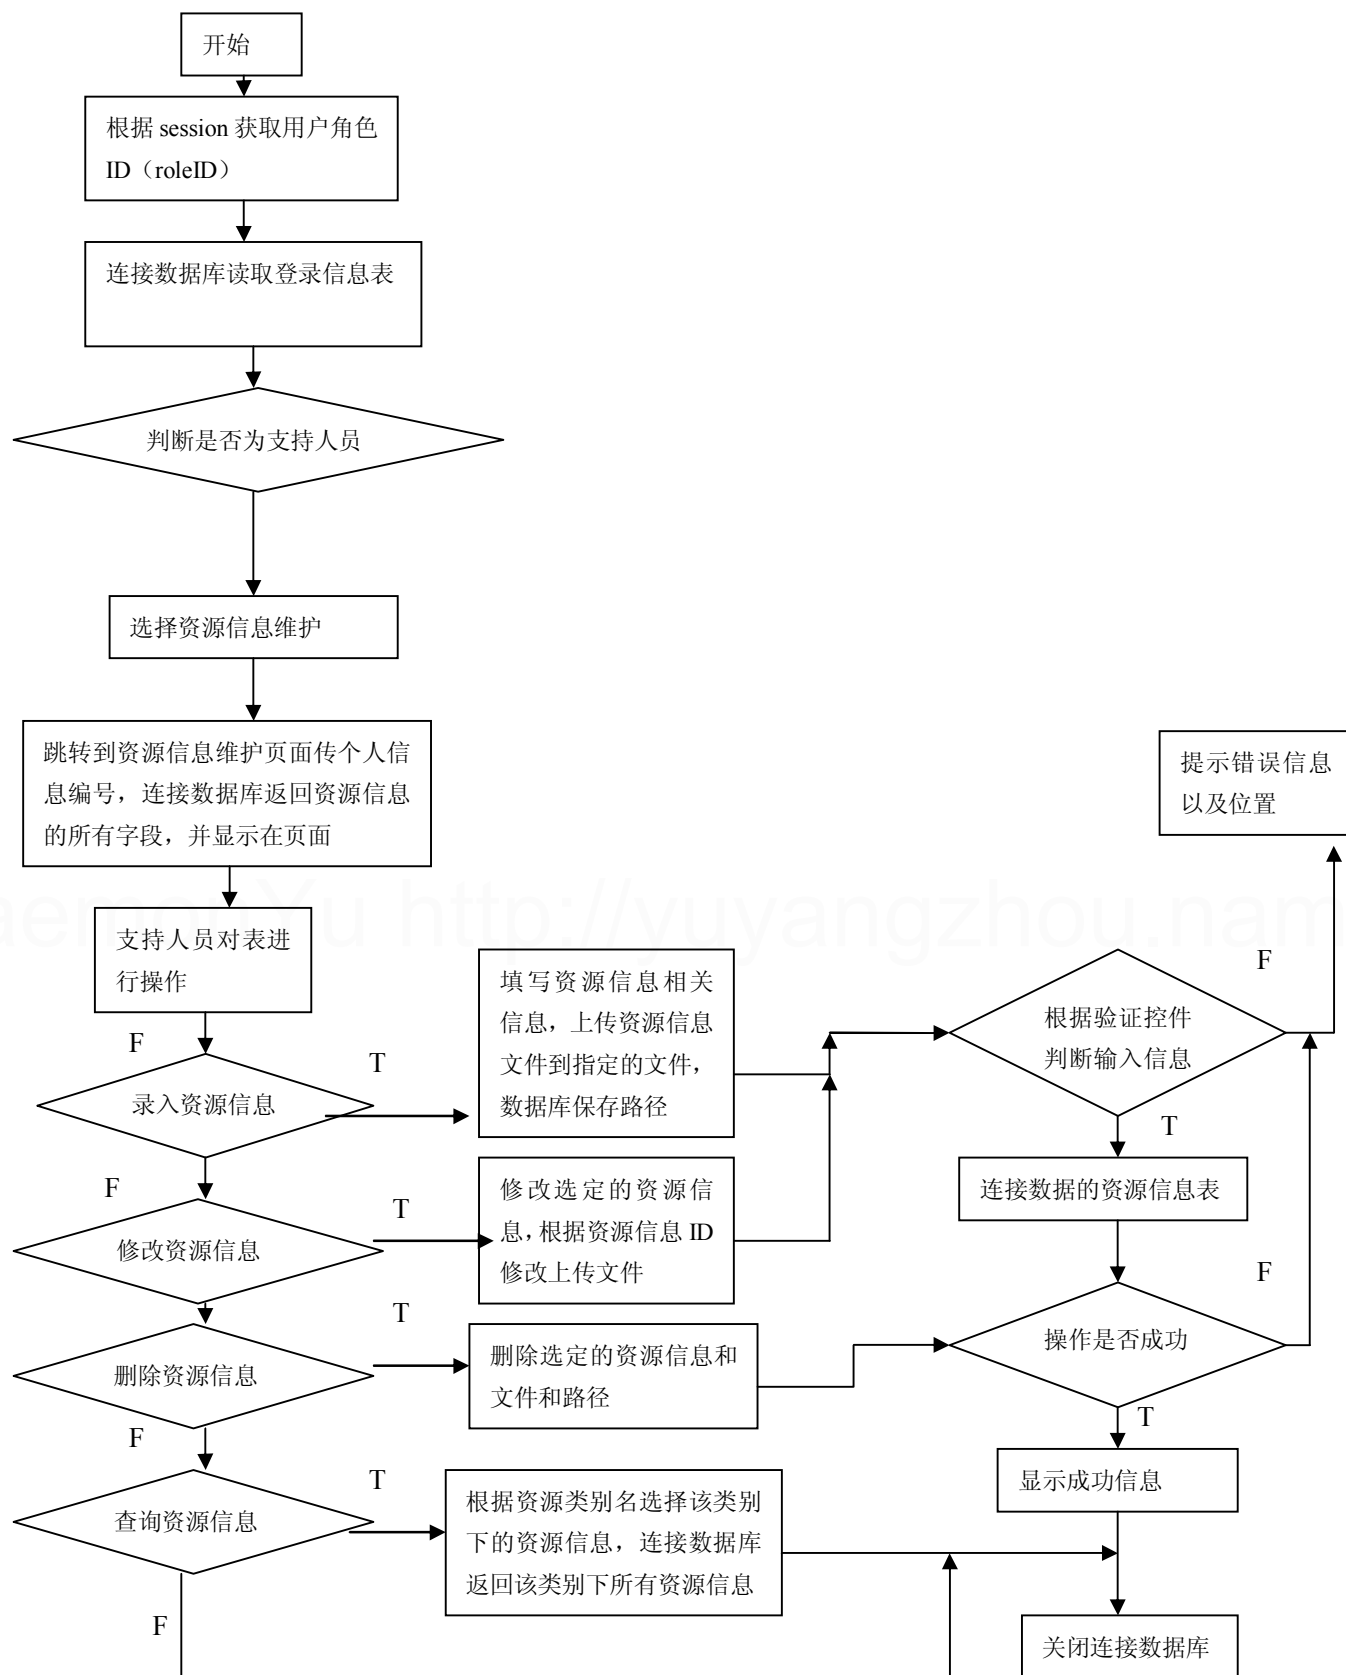 开始
根据 session 获取用户角色
ID（roleID）
连接数据库读取登录信息表
判断是否为支持人员
选择资源信息维护
跳转到资源信息维护页面传个人信
息编号，连接数据库返回资源信息
的所有字段，并显示在页面
提示错误信息
以及位置
aemonYu http://yuyangzhou.nam
支持人员对表进
行操作
填写资源信息相关
信息，上传资源信息
文件到指定的文件，
数据库保存路径
F
根据验证控件
判断输入信息
F
T
录入资源信息
T
连接数据的资源信息表
F
T
修改资源信息
修改选定的资源信
息，根据资源信息 ID
修改上传文件
F
T
操作是否成功
删除资源信息
删除选定的资源信息和
文件和路径
T
F
T
显示成功信息
查询资源信息
根据资源类别名选择该类别
下的资源信息，连接数据库
返回该类别下所有资源信息
F
关闭连接数据库